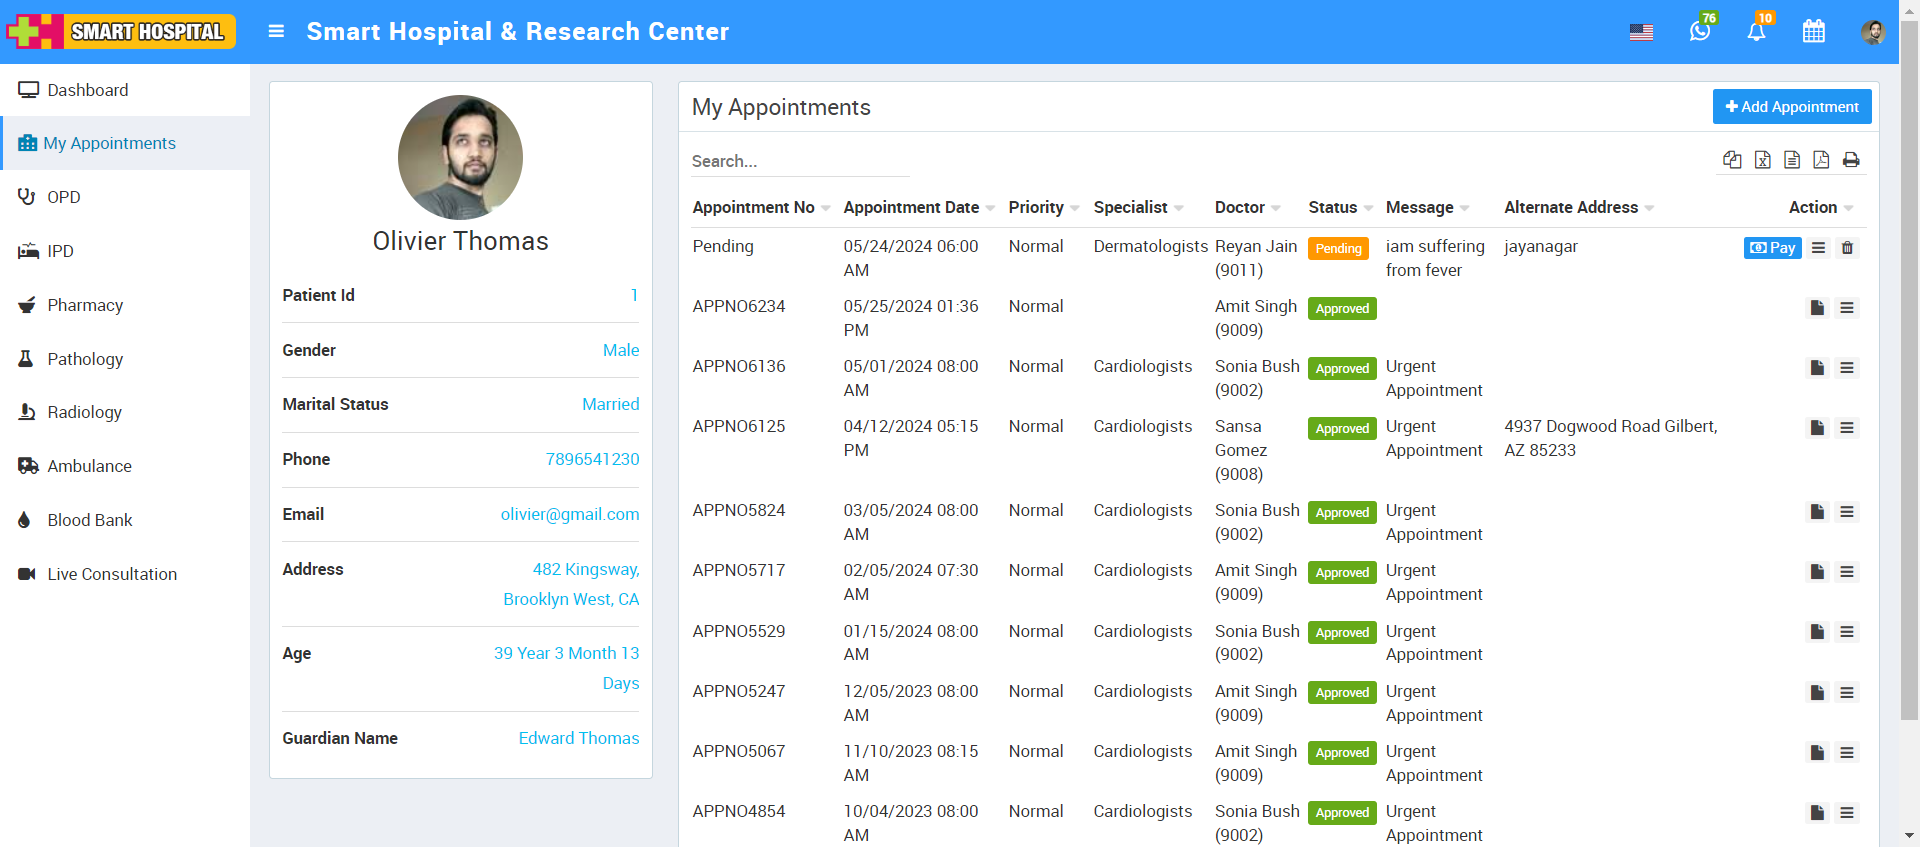 SMART HOSPITAL
Smart Hospital & Research Center
76
10
Dashboard
My Appointments
OPD
IPD
Pharmacy
Pathology
Radiology
Ambulance
Blood Bank
Live Consultation
Olivier Thomas
Patient Id 1
Gender Male
Marital Status Married
Phone 7896541230
Email olivier@gmail.com
Address 482 Kingsway,
Brooklyn West, CA
Age 39 Year 3 Month 13
Days
Guardian Name Edward Thomas
My Appointments
Add Appointment
Search...
Appointment No Appointment Date Priority Specialist Doctor Status Message Alternate Address Action
Pending 05/24/2024 06:00 Normal Dermatologists Reyan Jain Pending iam suffering jayanagar Pay
AM (9011) from fever
APPNO6234 05/25/2024 01:36 Normal Amit Singh Approved
PM (9009)
APPNO6136 05/01/2024 08:00 Normal Cardiologists Sonia Bush Approved Urgent
AM (9002) Appointment
APPNO6125 04/12/2024 05:15 Normal Cardiologists Sansa Approved Urgent 4937 Dogwood Road Gilbert,
PM Gomez Appointment AZ 85233
(9008)
APPNO5824 03/05/2024 08:00 Normal Cardiologists Sonia Bush Approved Urgent
AM (9002) Appointment
APPNO5717 02/05/2024 07:30 Normal Cardiologists Amit Singh Approved Urgent
AM (9009) Appointment
APPNO5529 01/15/2024 08:00 Normal Cardiologists Sonia Bush Approved Urgent
AM (9002) Appointment
APPNO5247 12/05/2023 08:00 Normal Cardiologists Amit Singh Approved Urgent
AM (9009) Appointment
APPNO5067 11/10/2023 08:15 Normal Cardiologists Amit Singh Approved Urgent
AM (9009) Appointment
APPNO4854 10/04/2023 08:00 Normal Cardiologists Sonia Bush Approved Urgent
AM (9002) Appointment